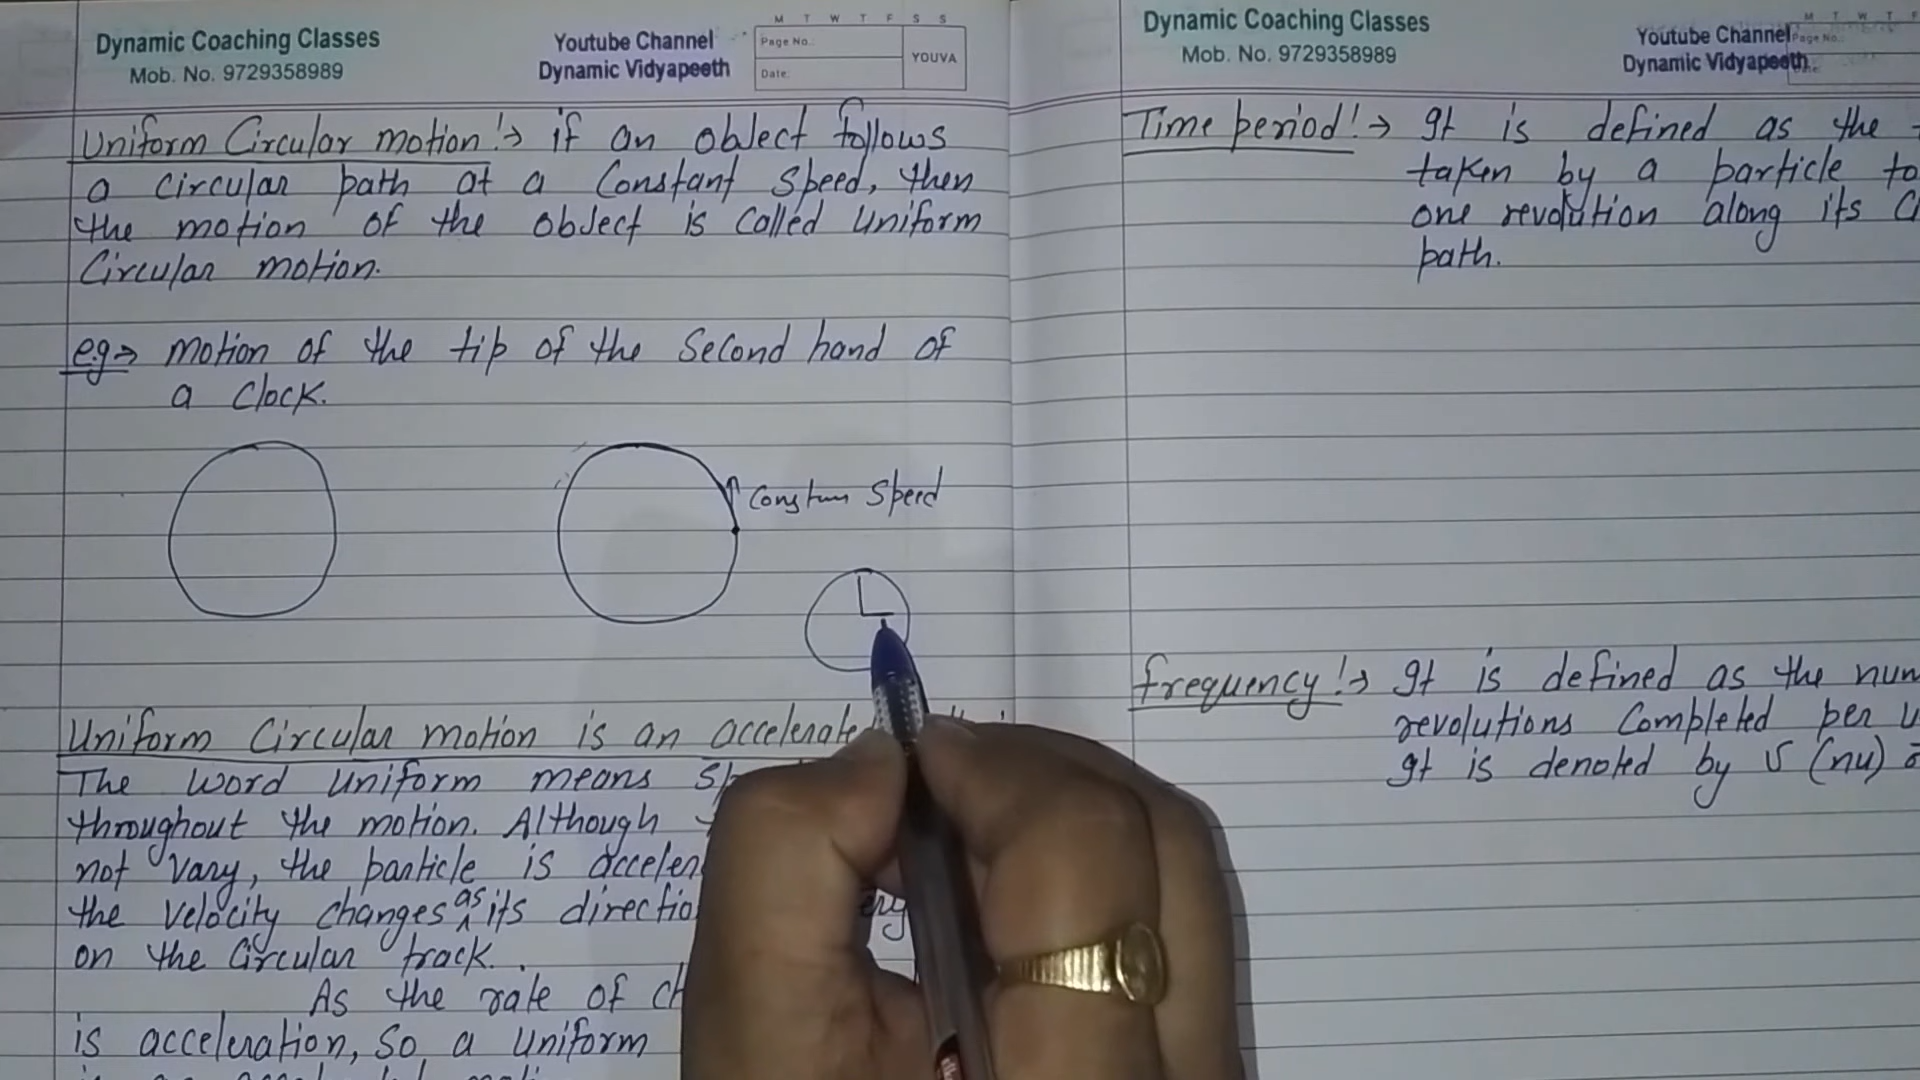 Dynamic Coaching Classes
Mob. No. 9729358989
Youtube Channel
Dynamic Vidyapeeth
M T W T F S S
Page No.:
Date:
YOUVA
Uniform Circular motion!→ if an object follows
a circular path at a constant speed, then
the motion of the object is called uniform
Circular motion.
e.g→ motion of the tip of the second hand of
a clock.
Speed
Uniform Circular motion is an
The word uniform means
throughout the motion. Although
not vary, the particle is
the velocity changes as its
on the circular track.
As the rate of
is acceleration, so, a uniform
Dynamic Coaching Classes
Mob. No. 9729358989
Youtube Channel
Dynamic Vidyapeeth
M T W T F
Page No.:
Time period!→ It is defined as the
taken by a particle to
one revolution along its
path.
frequency!→ It is defined as the
revolutions completed per
It is denoted by υ (nu)